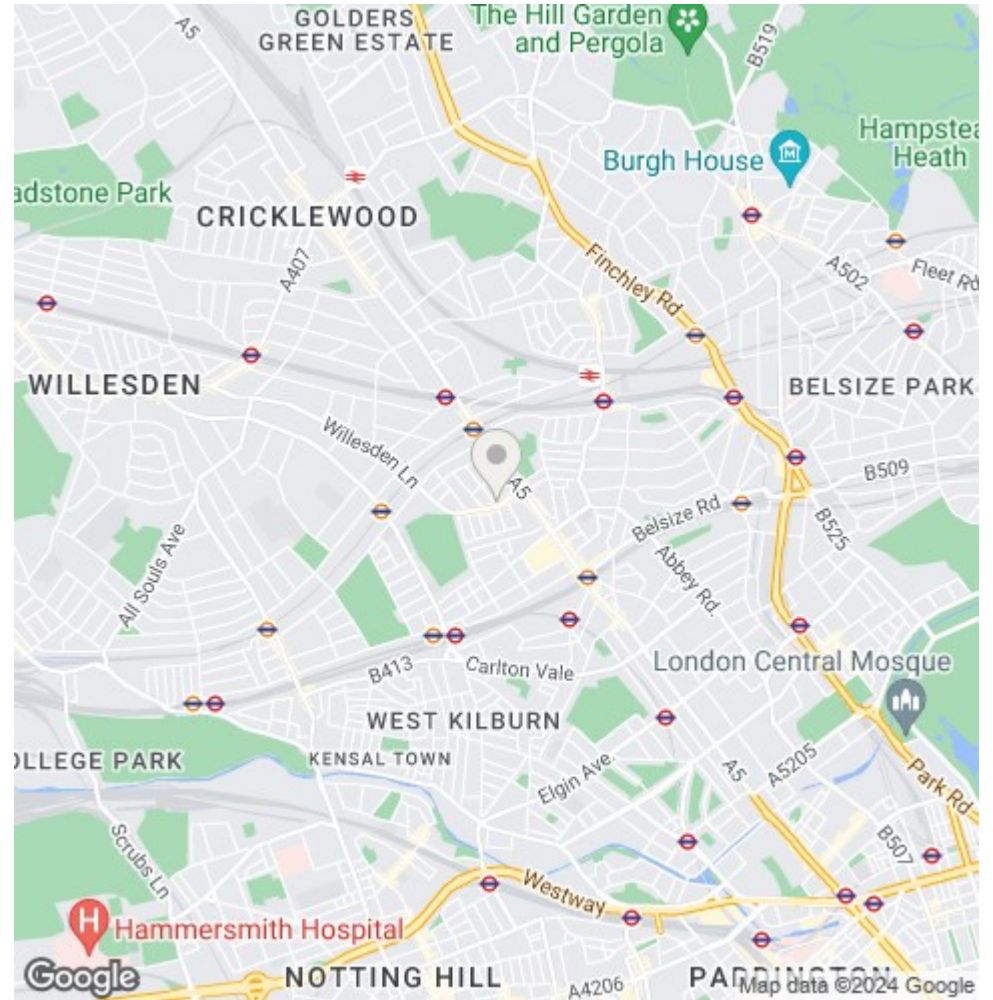 GOLDERS
GREEN ESTATE
The Hill Garden
and Pergola
A5
B519
Hampstea
Heath
Burgh House
adstone Park
CRICKLEWOOD
A407
Finchley Rd
A502
Fleet Rd
WILLESDEN
BELSIZE PARK
Willesden Ln
A5
B509
Belsize Rd
B525
Abbey Rd.
All Souls Ave
B413
Carlton Vale
London Central Mosque
WEST KILBURN
OLLEGE PARK
KENSAL TOWN
Elgin Ave.
A5
A5205
Park Rd
Scrubs Ln
B507
Westway
H
Hammersmith Hospital
M
Google
NOTTING HILL
A4206
PADDINGTON
Map data ©2024 Google